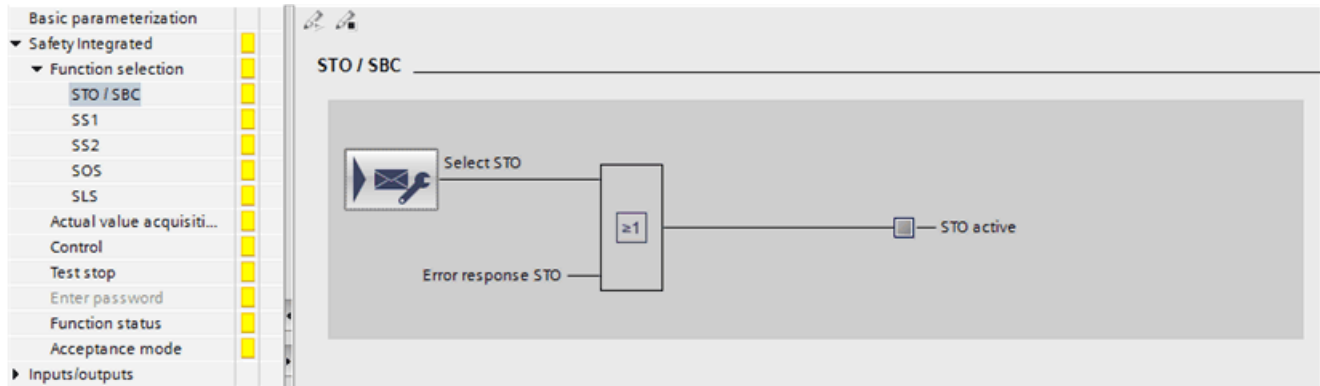 Basic parameterization
Safety Integrated
Function selection
STO / SBC
SS1
SS2
SOS
SLS
Actual value acquisiti...
Control
Test stop
Enter password
Function status
Acceptance mode
Inputs/outputs
STO / SBC
Select STO
≥1
STO active
Error response STO